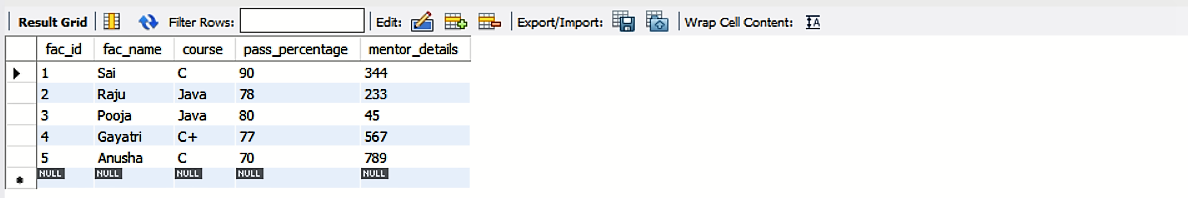 Result Grid Filter Rows: Edit: Export/Import: Wrap Cell Content: IA
fac_id fac_name course pass_percentage mentor_details
1 Sai C 90 344
2 Raju Java 78 233
3 Pooja Java 80 45
4 Gayatri C+ 77 567
5 Anusha C 70 789
NULL NULL NULL NULL NULL